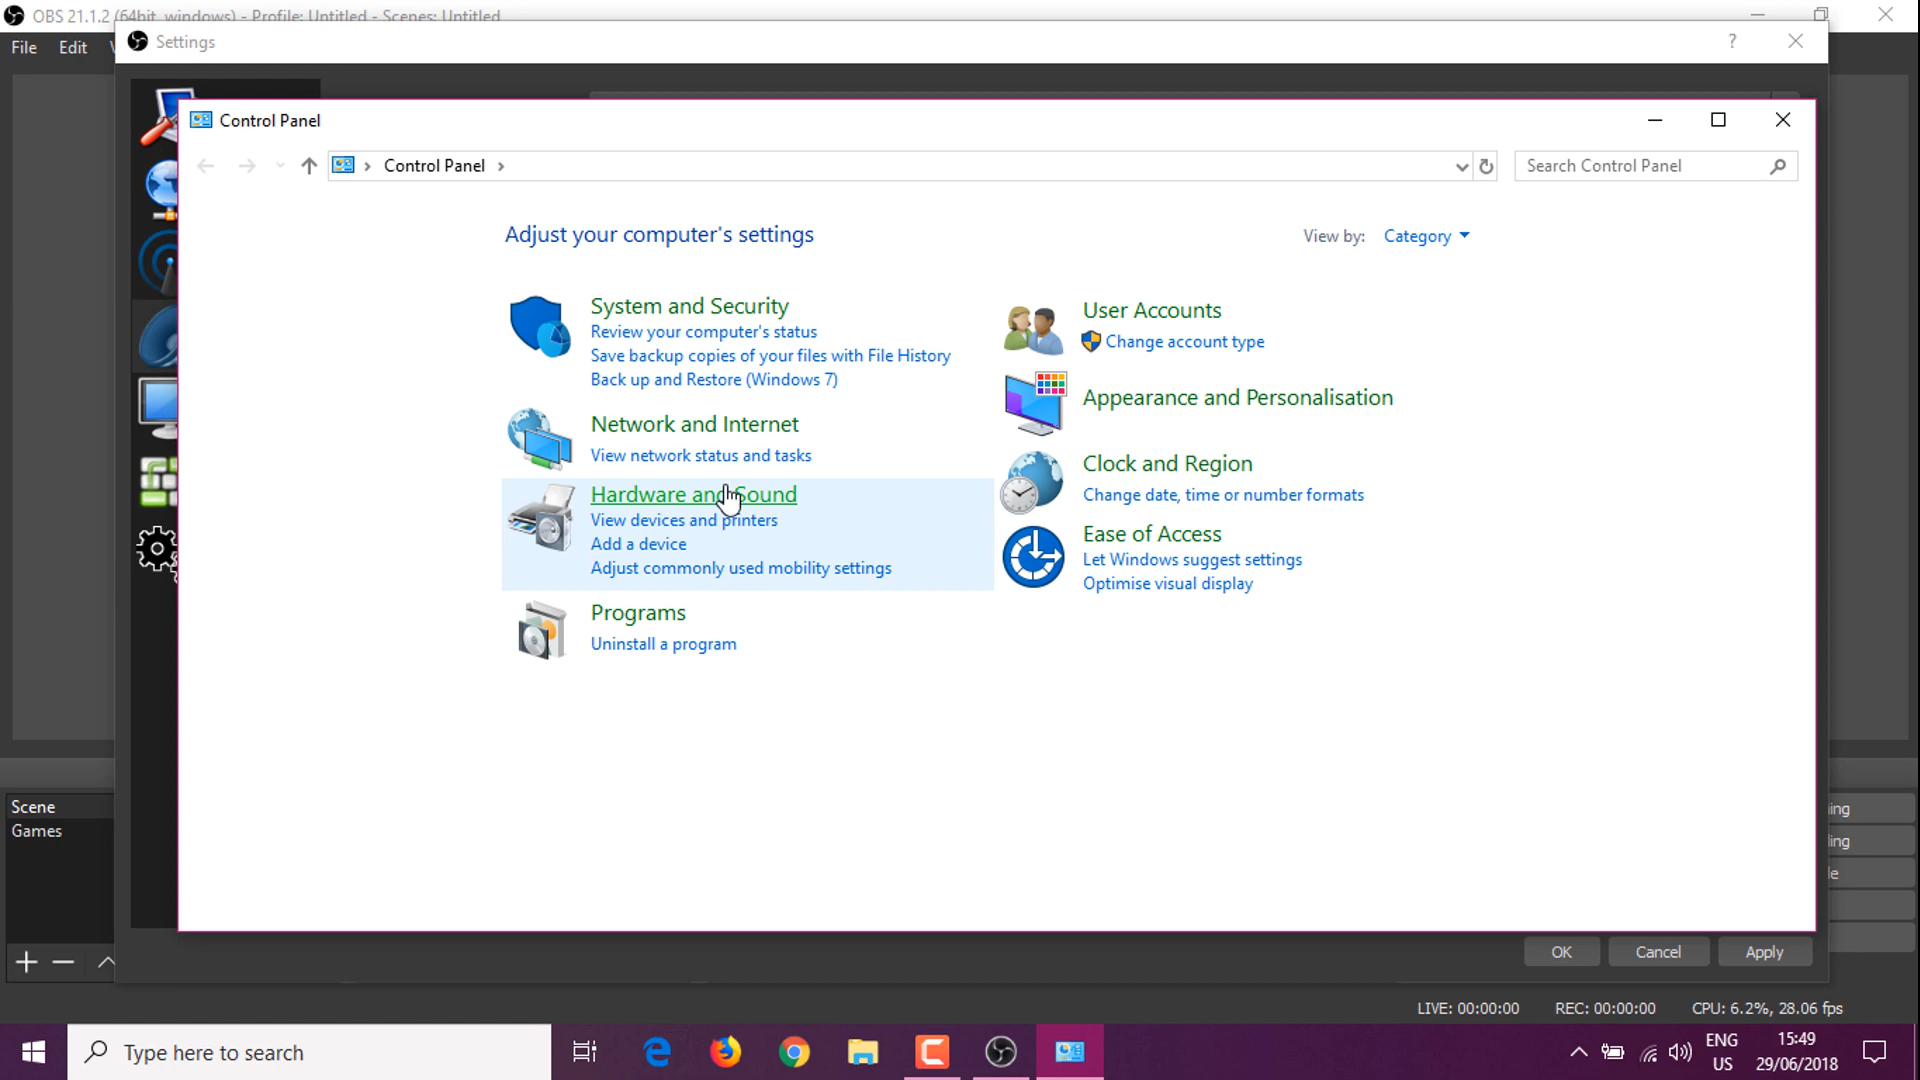 OBS 21.1.2 (64bit, windows) - Profile: Untitled - Scenes: Untitled
File Edit
Settings
?
Control Panel
Control Panel
Search Control Panel
Adjust your computer's settings
View by: Category
System and Security
Review your computer's status
Save backup copies of your files with File History
Back up and Restore (Windows 7)
Network and Internet
View network status and tasks
Hardware and Sound
View devices and printers
Add a device
Adjust commonly used mobility settings
Programs
Uninstall a program
User Accounts
Change account type
Appearance and Personalisation
Clock and Region
Change date, time or number formats
Ease of Access
Let Windows suggest settings
Optimise visual display
Scene
Games
OK Cancel Apply
LIVE: 00:00:00 REC: 00:00:00 CPU: 6.2%, 28.06 fps
Type here to search
ENG
US
15:49
29/06/2018